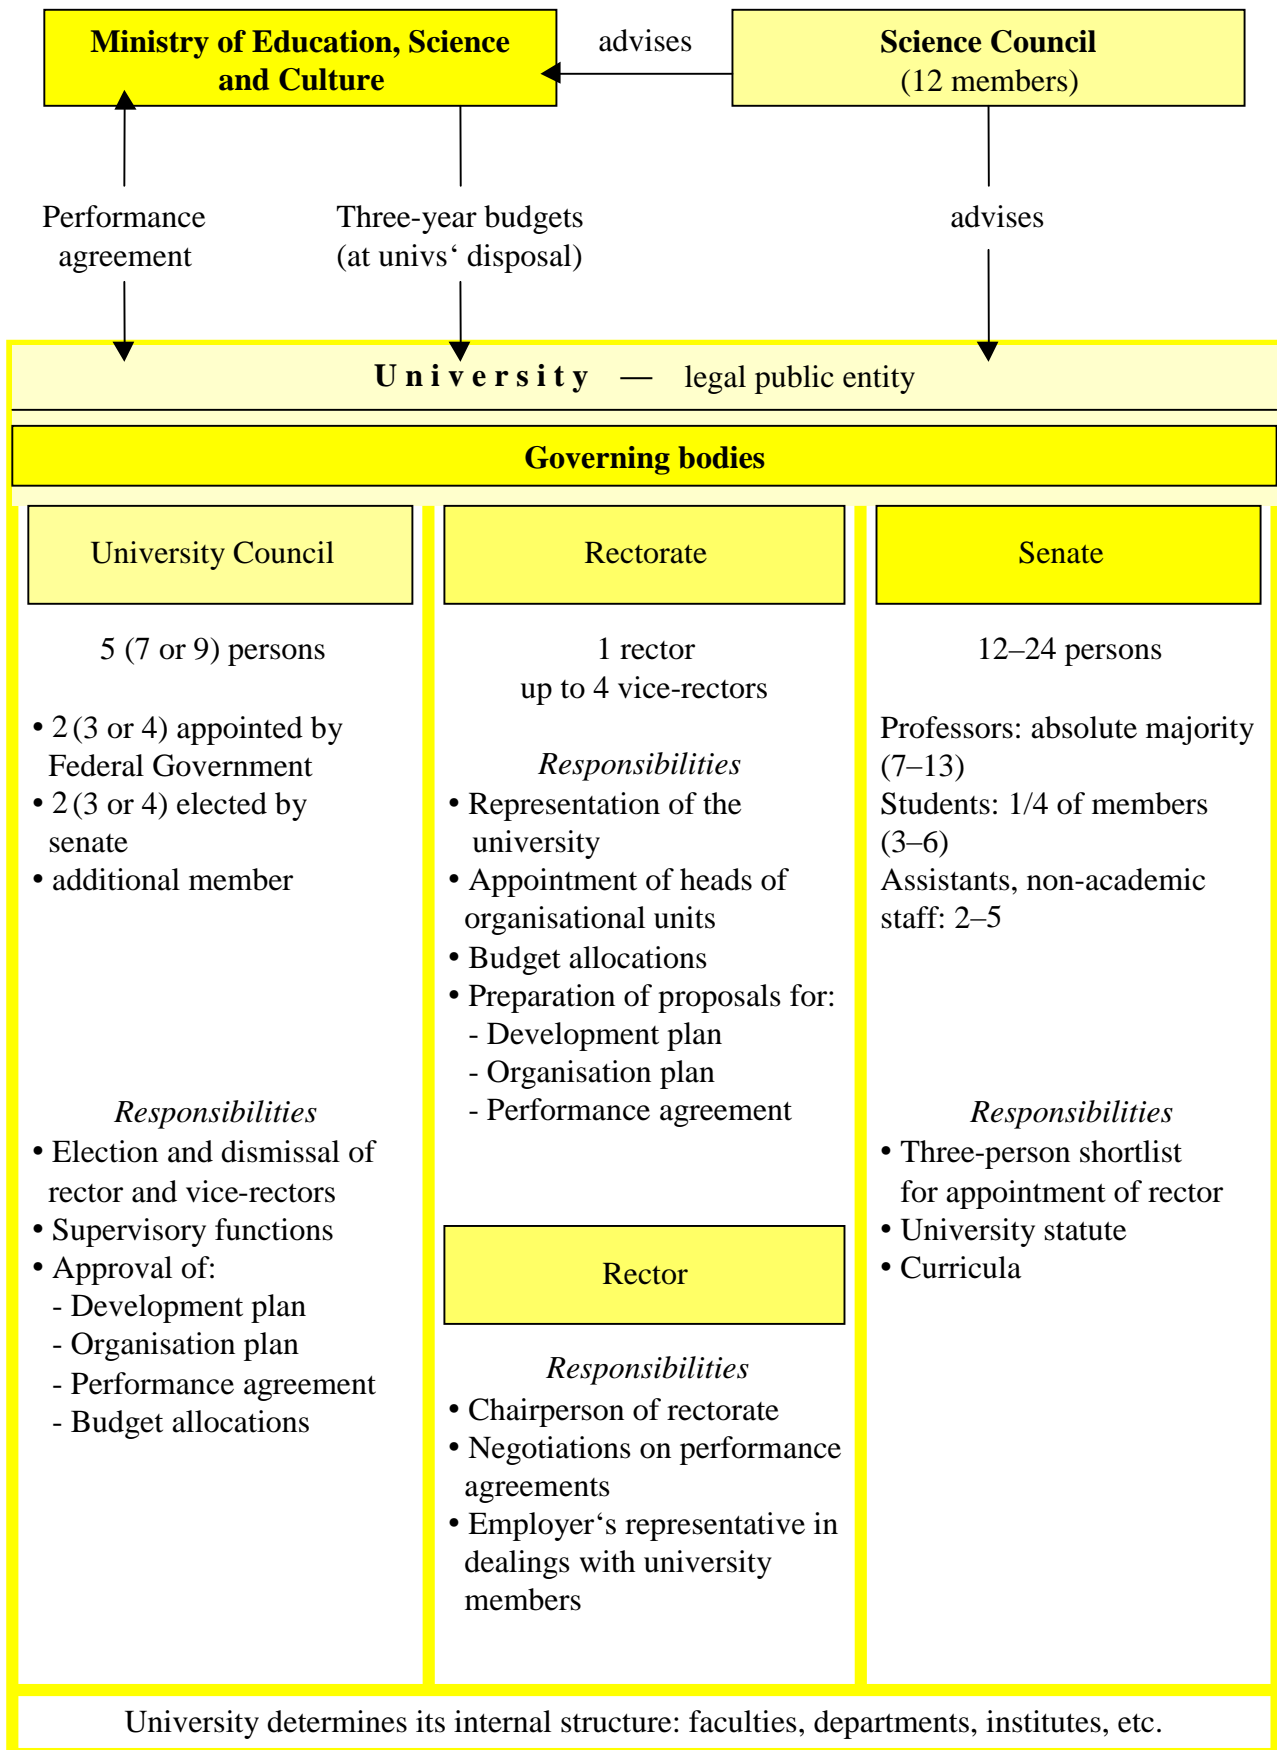 Ministry of Education, Science
and Culture
advises
Science Council
(12 members)
Performance
agreement
Three-year budgets
(at univs‘ disposal)
advises
University — legal public entity
Governing bodies
University Council
5 (7 or 9) persons
• 2 (3 or 4) appointed by
Federal Government
• 2 (3 or 4) elected by
senate
• additional member
Responsibilities
• Election and dismissal of
rector and vice-rectors
• Supervisory functions
• Approval of:
- Development plan
- Organisation plan
- Performance agreement
- Budget allocations
Rectorate
1 rector
up to 4 vice-rectors
Responsibilities
• Representation of the
university
• Appointment of heads of
organisational units
• Budget allocations
• Preparation of proposals for:
- Development plan
- Organisation plan
- Performance agreement
Rector
Responsibilities
• Chairperson of rectorate
• Negotiations on performance
agreements
• Employer‘s representative in
dealings with university
members
Senate
12–24 persons
Professors: absolute majority
(7–13)
Students: 1/4 of members
(3–6)
Assistants, non-academic
staff: 2–5
Responsibilities
• Three-person shortlist
for appointment of rector
• University statute
• Curricula
University determines its internal structure: faculties, departments, institutes, etc.